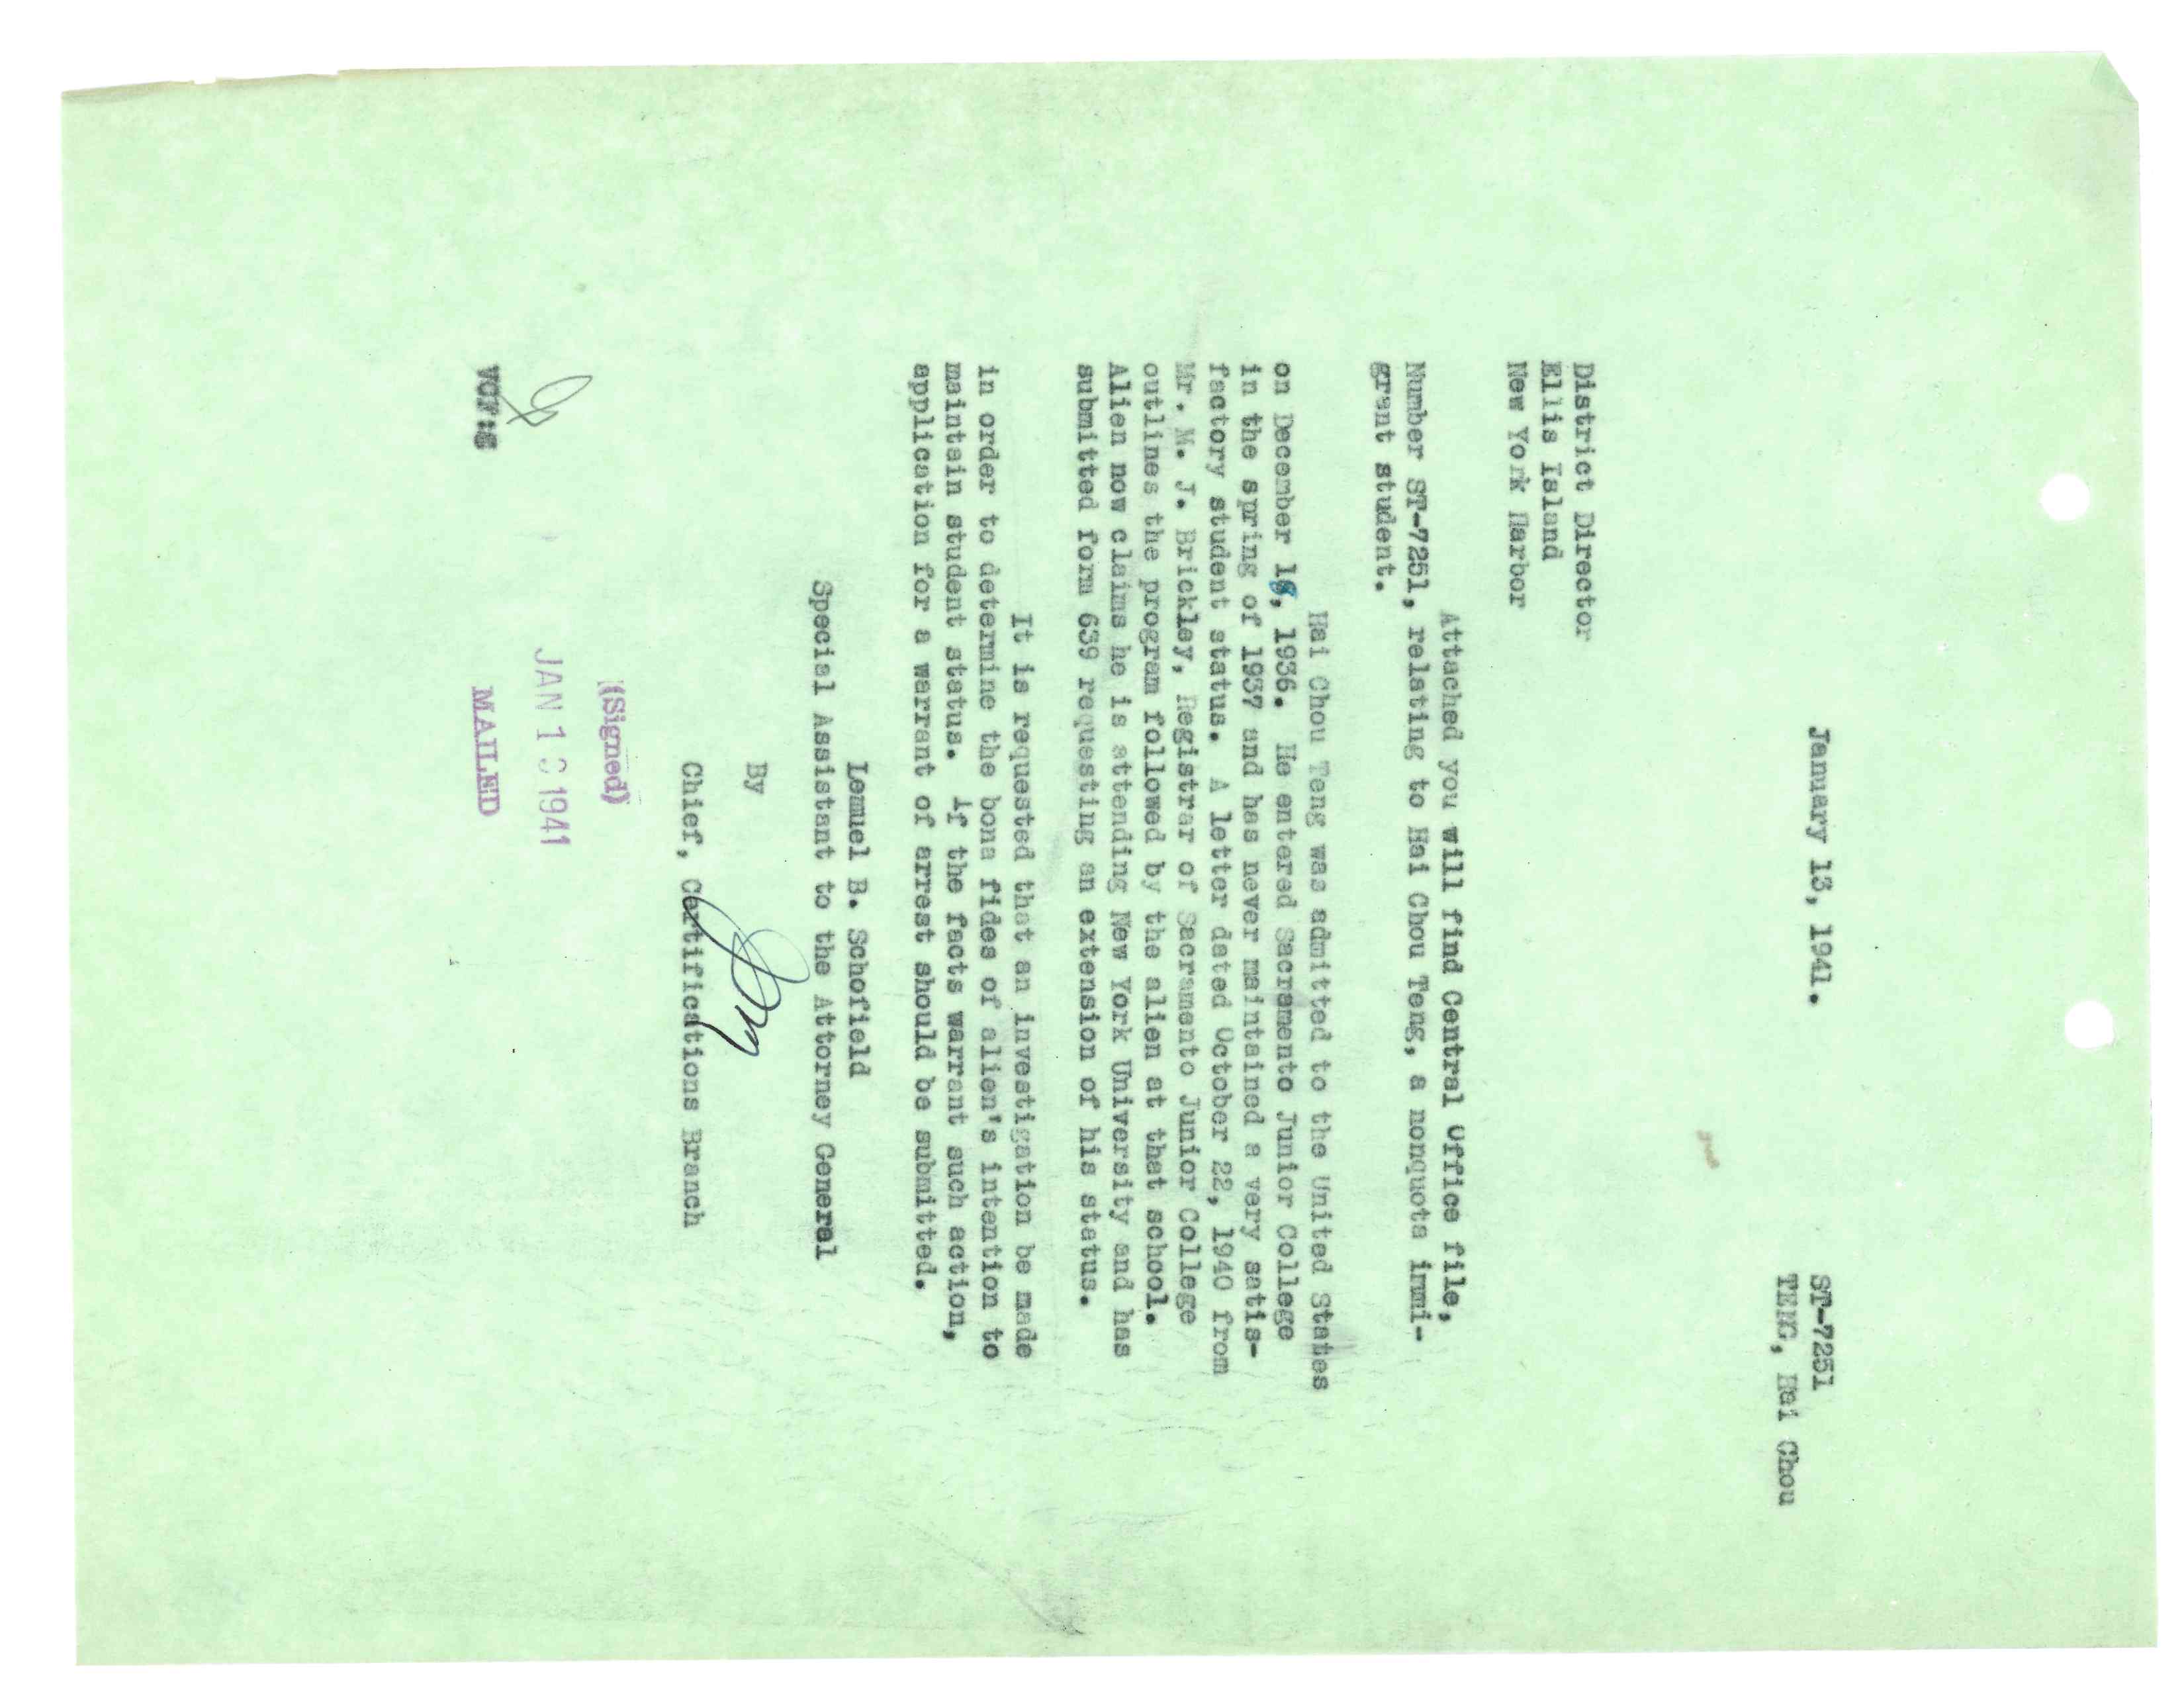 January 13, 1941.
ST-7251
TENG, Hai Chou
District Director
Ellis Island
New York Harbor
Attached you will find Central Office file,
Number ST-7251, relating to Hai Chou Teng, a nonquota immi-
grant student.
Hai Chou Teng was admitted to the United States
on December 18, 1936. He entered Sacramento Junior College
in the spring of 1937 and has never maintained a very satis-
factory student status. A letter dated October 22, 1940 from
Mr. M. J. Brickley, Registrar of Sacramento Junior College
outlines the program followed by the alien at that school.
Alien now claims he is attending New York University and has
submitted form 639 requesting an extension of his status.
It is requested that an investigation be made
in order to determine the bona fides of alien's intention to
maintain student status. If the facts warrant such action,
application for a warrant of arrest should be submitted.
Lemuel B. Schofield
Special Assistant to the Attorney General
By
Chief, Certifications Branch
(Signed)
JAN 13 1941
VCF:S
MAILED